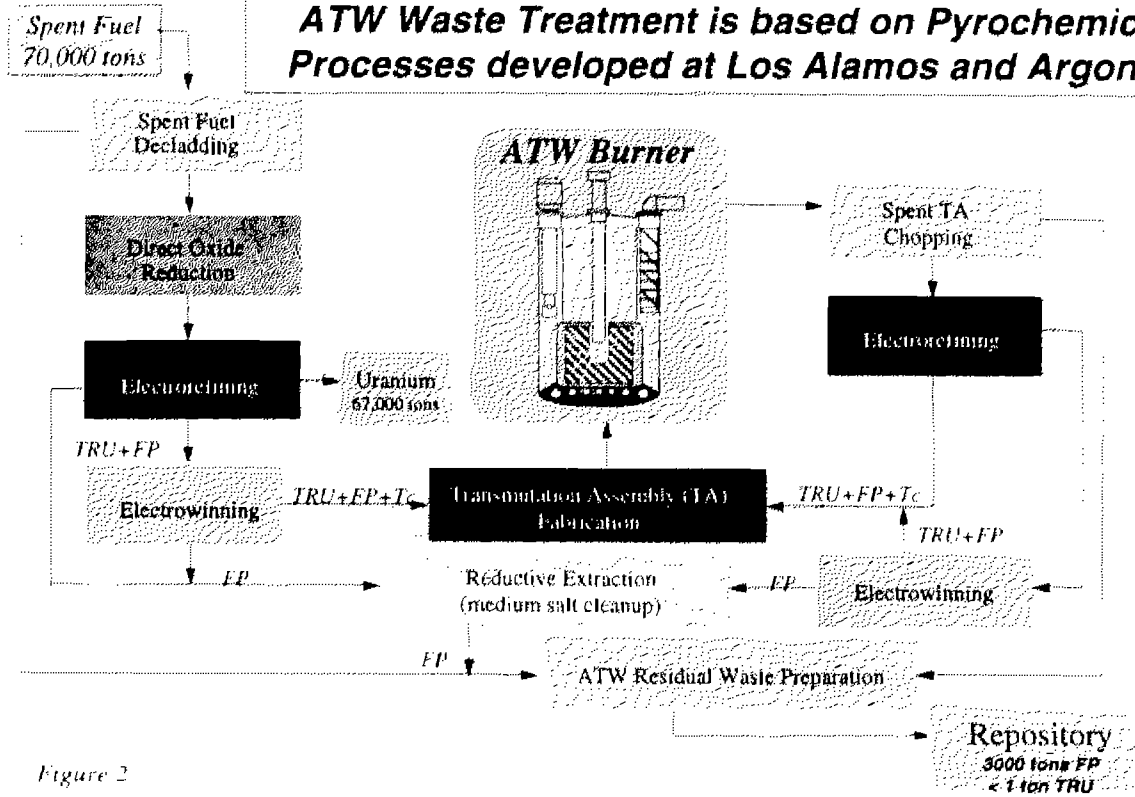 Spent Fuel
70,000 tons
ATW Waste Treatment is based on Pyrochemic
Processes developed at Los Alamos and Argon
Spent Fuel
Decladding
Direct Oxide
Reduction
Electrorefining
Uranium
67,000 tons
TRU+FP
Electrowinning
TRU+FP+Tc
FP
ATW Burner
Transmutation Assembly (TA)
Fabrication
Reductive Extraction
(medium salt cleanup)
Spent TA
Chopping
Electrorefining
TRU+FP+Tc
TRU+FP
FP
Electrowinning
FP
ATW Residual Waste Preparation
Repository
3000 tons FP
< 1 ton TRU
Figure 2